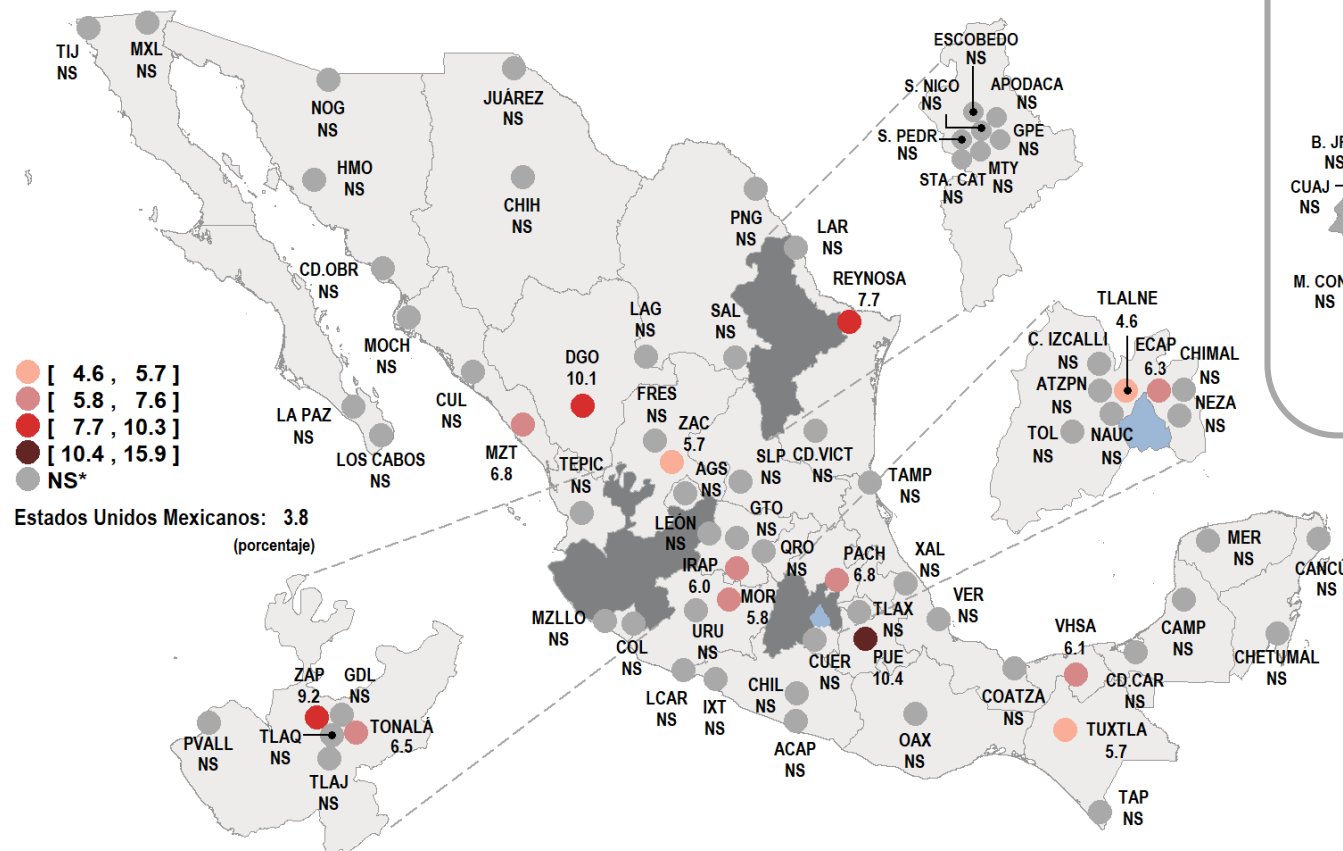 TIJ
NS
MXL
NS
NOG
NS
HMO
NS
JUÁREZ
NS
CHIH
NS
CD.OBR
NS
MOCH
NS
CUL
NS
LA PAZ
NS
LOS CABOS
NS
MZT
6.8
DGO
10.1
LAG
NS
SAL
NS
PNG
NS
LAR
NS
REYNOSA
7.7
ESCOBEDO
NS
S. NICO
NS
APODACA
NS
S. PEDR
NS
GPE
NS
MTY
NS
STA. CAT
NS
CUAJ
NS
NS
NS
FRES
NS
ZAC
5.7
TEPIC
NS
AGS
NS
SLP
NS
CD.VICT
NS
TAMP
NS
LEÓN
NS
GTO
NS
QRO
NS
IRAP
6.0
MOR
5.8
PACH
6.8
XAL
NS
VER
NS
TLAX
NS
PUE
10.4
CUER
NS
MZLLO
NS
COL
NS
URU
NS
LCAR
NS
IXT
NS
CHIL
NS
ACAP
NS
OAX
NS
COATZA
NS
VHSA
6.1
CD.CAR
NS
TUXTLA
5.7
TAP
NS
CAMP
NS
MER
NS
NS
CHETUMAL
NS
TLALNE
4.6
C. IZCALLI
NS
ECAP
6.3
CHIMAL
NS
ATZPN
NS
NEZA
NS
TOL
NS
NAUC
NS
ZAP
9.2
GDL
NS
TONALÁ
6.5
TLAQ
NS
PVALL
NS
TLAJ
NS
[ 4.6 , 5.7 ]
[ 5.8 , 7.6 ]
[ 7.7 , 10.3 ]
[ 10.4 , 15.9 ]
NS*
Estados Unidos Mexicanos: 3.8
(porcentaje)